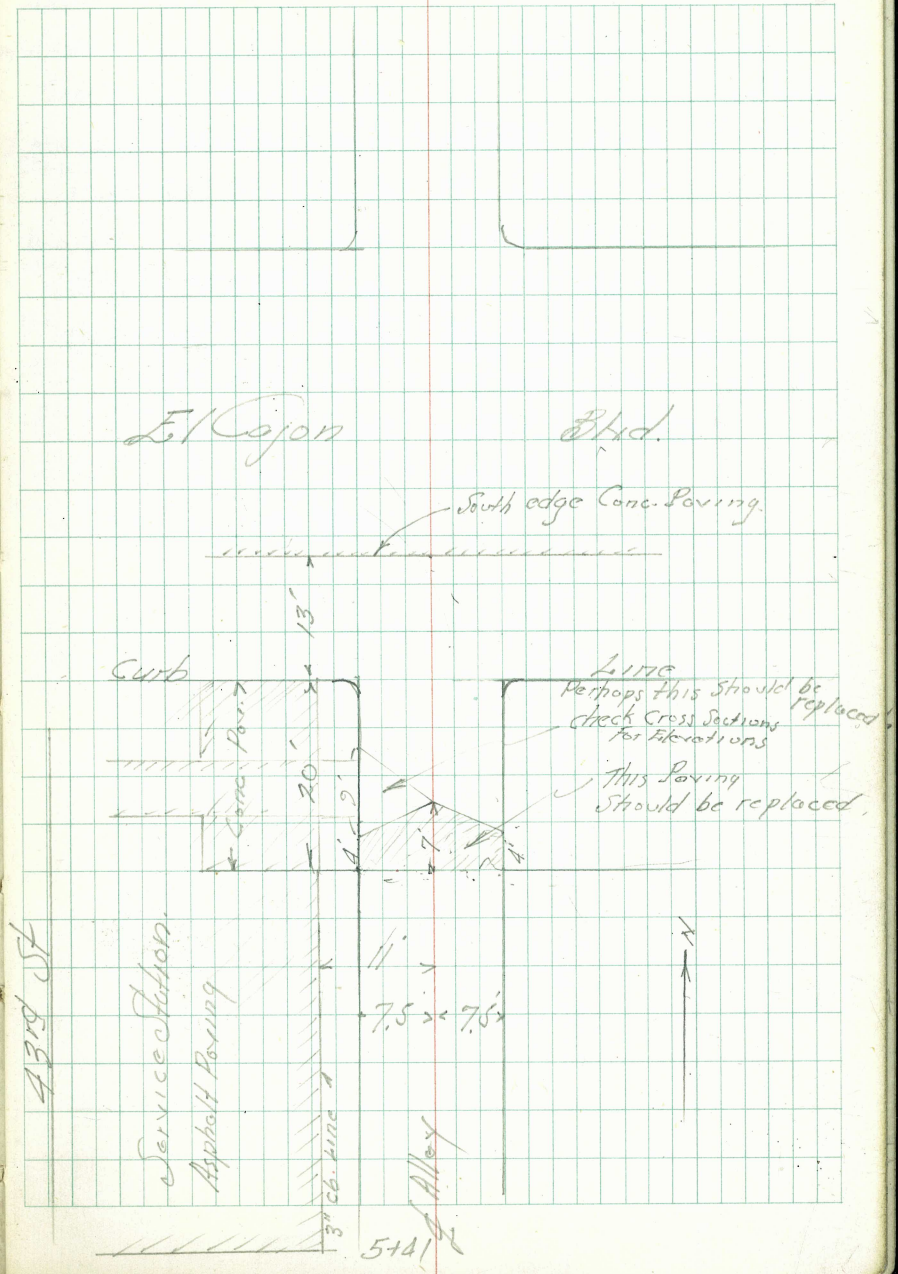 El Cajon Blvd.
South edge Conc. Paving.
13'
Curb Line
Perhaps this should be replaced.
check Cross Sections
For Elevations
This Paving
Should be replaced.
Conc. Pav.
20'
9'
4'
7'
4'
11'
7.5' 7.5'
N
43rd St
Service Station.
Asphalt Paving
3" cb. Line
Alley
5+41